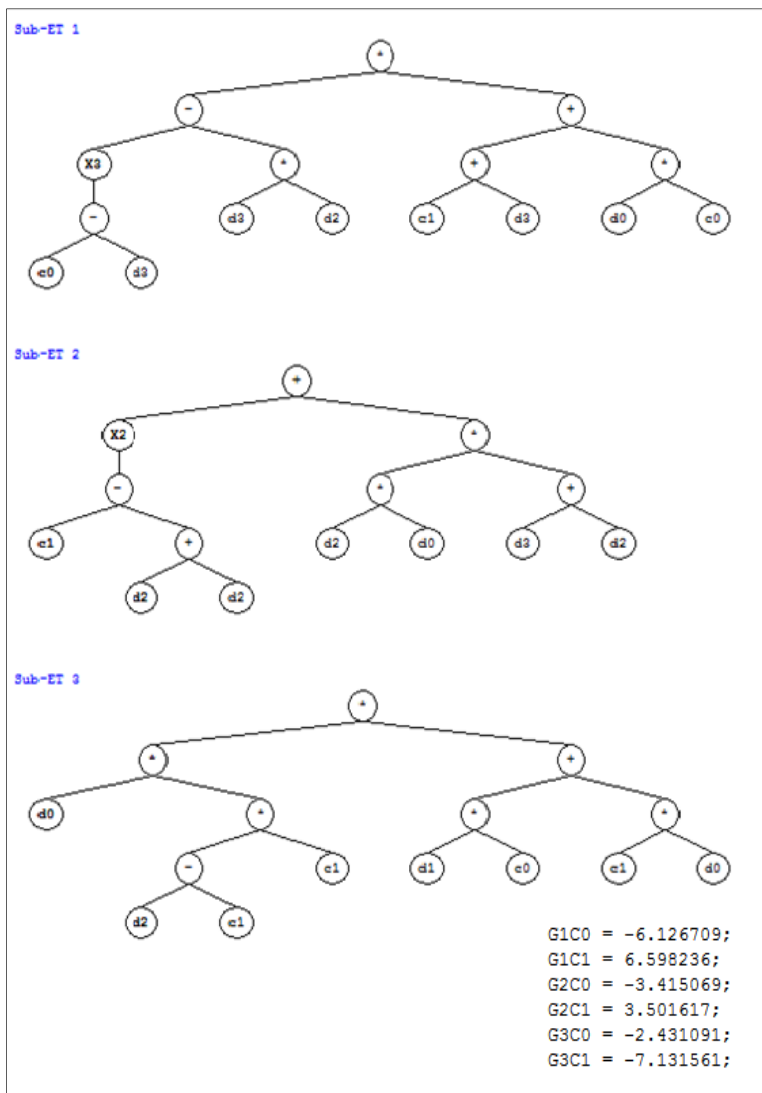 Sub-ET 1
*
- +
X3 * + *
- d3 d2 c1 d3 d0 c0
c0 d3
Sub-ET 2
+
X2 *
- * +
c1 + d2 d0 d3 d2
d2 d2
Sub-ET 3
*
* +
d0 * * *
- c1 d1 c0 c1 d0
d2 c1
G1C0 = -6.126709;
G1C1 = 6.598236;
G2C0 = -3.415069;
G2C1 = 3.501617;
G3C0 = -2.431091;
G3C1 = -7.131561;